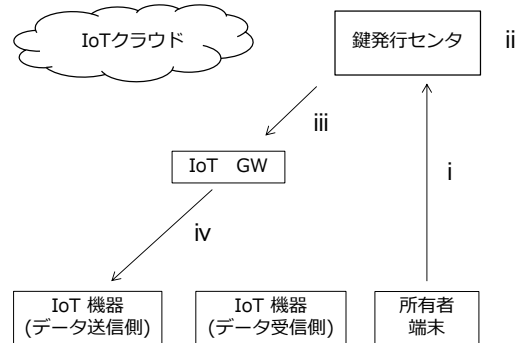 IoTクラウド
鍵発行センタ
ii
iii
IoT GW
i
iv
IoT 機器
(データ送信側)
IoT 機器
(データ受信側)
所有者
端末